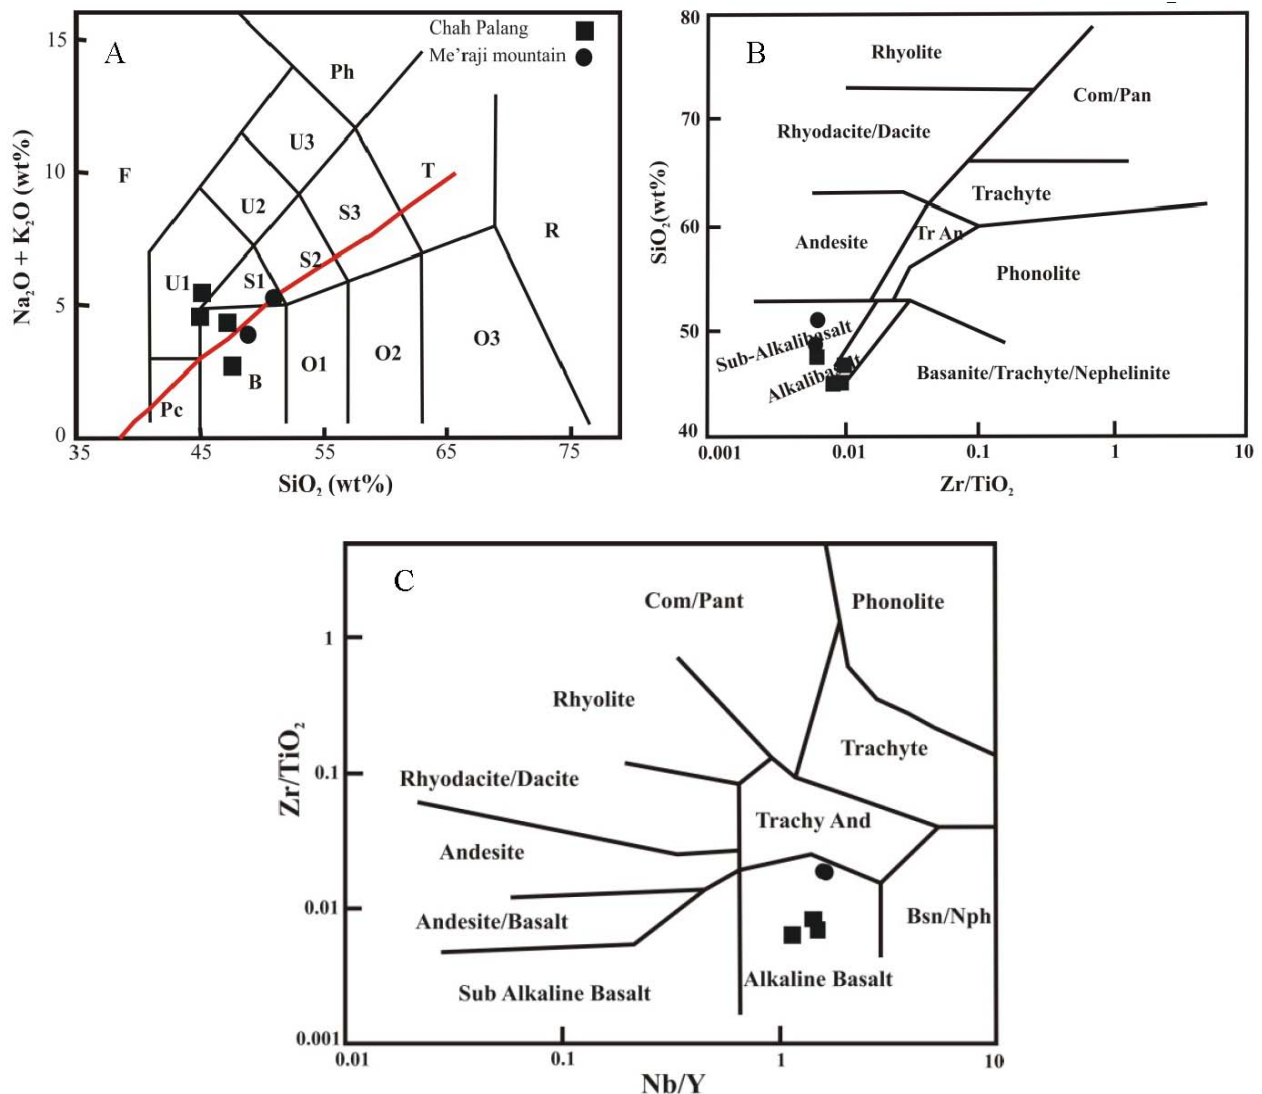 A
Chah Palang
Me'raji mountain
15
10
5
0
Na₂O + K₂O (wt%)
Ph
U3
T
F
U2
S3
R
S2
U1
S1
O3
O2
O1
B
Pc
35
45
55
65
75
SiO₂ (wt%)
B
80
70
60
50
40
SiO₂(wt%)
Rhyolite
Com/Pan
Rhyodacite/Dacite
Trachyte
Tr An
Andesite
Phonolite
Sub-Alkalibasalt
Alkalibasalt
Basanite/Trachyte/Nephelinite
0.001
0.01
0.1
1
10
Zr/TiO₂
C
1
0.1
0.01
0.001
Zr/TiO₂
Com/Pant
Phonolite
Rhyolite
Trachyte
Rhyodacite/Dacite
Trachy And
Andesite
Andesite/Basalt
Bsn/Nph
Alkaline Basalt
Sub Alkaline Basalt
0.01
0.1
1
10
Nb/Y